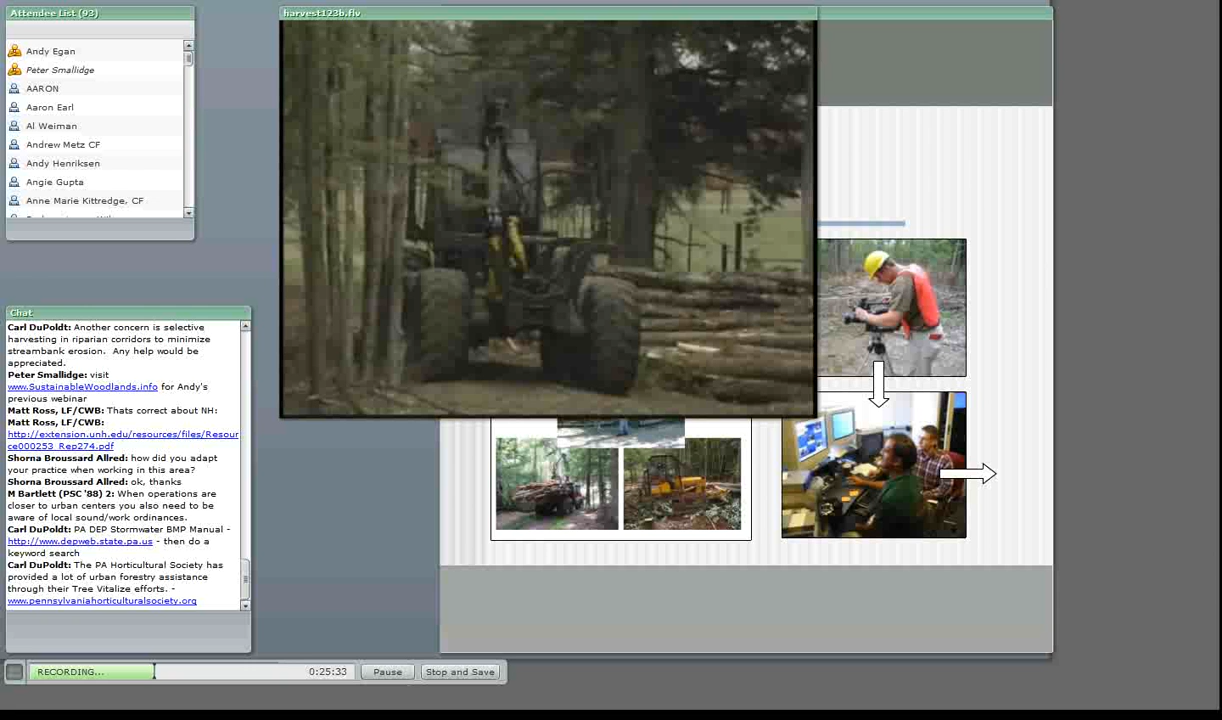 Attendee List (93)
Andy Egan
Peter Smallidge
AARON
Aaron Earl
Al Weiman
Andrew Metz CF
Andy Henriksen
Angie Gupta
Anne Marie Kittredge, CF
harvest123b.flv
Chat
Carl DuPoldt: Another concern is selective
harvesting in riparian corridors to minimize
streambank erosion.  Any help would be
appreciated.
Peter Smallidge: visit
www.SustainableWoodlands.info for Andy's
previous webinar
Matt Ross, LF/CWB: Thats correct about NH:
Matt Ross, LF/CWB:
http://extension.unh.edu/resources/files/Resour
ce000253_Rep274.pdf
Shorna Broussard Allred: how did you adapt
your practice when working in this area?
Shorna Broussard Allred: ok, thanks
M Bartlett (PSC '88) 2: When operations are
closer to urban centers you also need to be
aware of local sound/work ordinances.
Carl DuPoldt: PA DEP Stormwater BMP Manual -
http://www.depweb.state.pa.us - then do a
keyword search
Carl DuPoldt: The PA Horticultural Society has
provided a lot of urban forestry assistance
through their Tree Vitalize efforts. -
www.pennsylvaniahorticulturalsociety.org
RECORDING...
0:25:33
Pause
Stop and Save